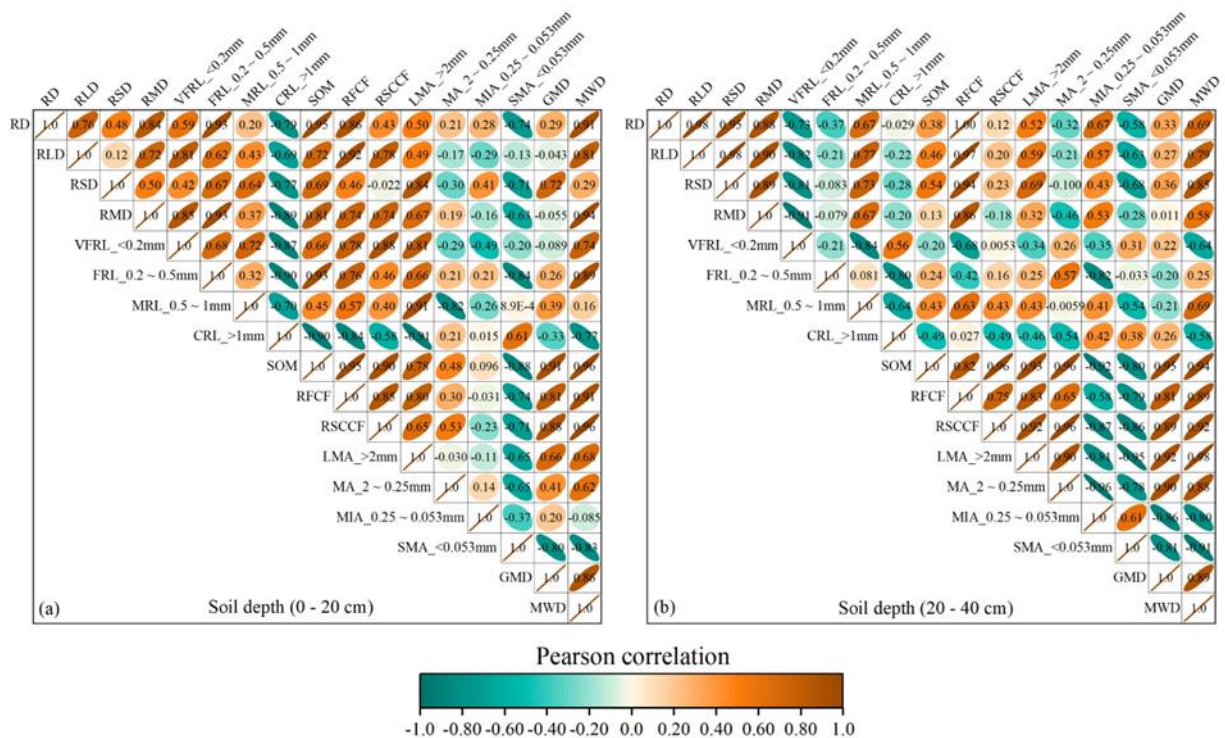 RD RLD RSD RMD VFRL_<0.2mm FRL_0.2 ~ 0.5mm MRL_0.5 ~ 1mm CRL_>1mm SOM RFCF RSCCF LMA_>2mm MA_2 ~ 0.25mm MIA_0.25 ~ 0.053mm SMA_<0.053mm GMD MWD
RD 1.0 0.76 0.48 0.84 0.59 0.93 0.20 -0.79 0.95 0.86 0.43 0.50 0.21 0.28 -0.74 0.29 0.91
RLD 1.0 0.12 0.72 0.81 0.62 0.43 -0.69 0.72 0.92 0.78 0.49 -0.17 -0.29 -0.13 -0.043 0.81
RSD 1.0 0.50 0.42 0.67 0.64 -0.77 0.69 0.46 -0.022 0.84 -0.30 0.41 -0.71 0.72 0.29
RMD 1.0 0.85 0.93 0.37 -0.89 0.81 0.74 0.74 0.67 0.19 -0.16 -0.63 -0.055 0.94
VFRL_<0.2mm 1.0 0.68 0.72 -0.87 0.66 0.78 0.88 0.81 -0.29 -0.49 -0.20 -0.089 0.74
FRL_0.2 ~ 0.5mm 1.0 0.32 -0.90 0.93 0.76 0.46 0.66 0.21 0.21 -0.84 0.26 0.89
MRL_0.5 ~ 1mm 1.0 -0.70 0.45 0.57 0.40 0.91 -0.82 -0.26 8.9E-4 0.39 0.16
CRL_>1mm 1.0 -0.90 -0.84 -0.58 -0.91 0.21 0.015 0.61 -0.33 -0.77
SOM 1.0 0.95 0.90 0.78 0.48 0.096 -0.88 0.91 0.96
RFCF 1.0 0.85 0.80 0.30 -0.031 -0.74 0.81 0.91
RSCCF 1.0 0.65 0.53 -0.23 -0.71 0.88 0.96
LMA_>2mm 1.0 -0.030 -0.11 -0.65 0.66 0.68
MA_2 ~ 0.25mm 1.0 0.14 -0.65 0.41 0.62
MIA_0.25 ~ 0.053mm 1.0 -0.37 0.20 -0.085
SMA_<0.053mm 1.0 -0.80 -0.83
GMD 1.0 0.86
(a) Soil depth (0 - 20 cm) MWD 1.0
RD RLD RSD RMD VFRL_<0.2mm FRL_0.2 ~ 0.5mm MRL_0.5 ~ 1mm CRL_>1mm SOM RFCF RSCCF LMA_>2mm MA_2 ~ 0.25mm MIA_0.25 ~ 0.053mm SMA_<0.053mm GMD MWD
RD 1.0 0.98 0.95 0.88 -0.73 -0.37 0.67 -0.029 0.38 1.00 0.12 0.52 -0.32 0.67 -0.58 0.33 0.69
RLD 1.0 0.98 0.90 -0.82 -0.21 0.71 -0.22 0.46 0.97 0.20 0.59 -0.21 0.57 -0.63 0.27 0.79
RSD 1.0 0.89 -0.81 -0.083 0.73 -0.28 0.54 0.94 0.23 0.69 -0.100 0.43 -0.68 0.36 0.85
RMD 1.0 -0.91 -0.079 0.67 -0.20 0.13 0.86 -0.18 0.32 -0.46 0.53 -0.28 0.011 0.58
VFRL_<0.2mm 1.0 -0.21 -0.84 0.56 -0.20 -0.68 0.0053 -0.34 0.26 -0.35 0.31 0.22 -0.64
FRL_0.2 ~ 0.5mm 1.0 0.081 -0.80 0.24 -0.42 0.16 0.25 0.57 -0.82 -0.033 -0.20 0.25
MRL_0.5 ~ 1mm 1.0 -0.64 0.43 0.63 0.43 0.43 -0.0059 0.41 -0.54 -0.21 0.69
CRL_>1mm 1.0 -0.49 0.027 -0.49 -0.46 -0.54 0.42 0.38 0.26 -0.58
SOM 1.0 0.82 0.96 0.93 0.96 -0.92 -0.80 0.95 0.94
RFCF 1.0 0.75 0.83 0.65 -0.58 -0.79 0.81 0.89
RSCCF 1.0 0.92 0.96 -0.87 -0.86 0.89 0.92
LMA_>2mm 1.0 0.90 -0.81 -0.95 0.92 0.98
MA_2 ~ 0.25mm 1.0 -0.96 -0.78 0.90 0.88
MIA_0.25 ~ 0.053mm 1.0 0.61 -0.86 -0.80
SMA_<0.053mm 1.0 -0.81 -0.91
GMD 1.0 0.89
(b) Soil depth (20 - 40 cm) MWD 1.0
Pearson correlation
-1.0 -0.80 -0.60 -0.40 -0.20 0.0 0.20 0.40 0.60 0.80 1.0